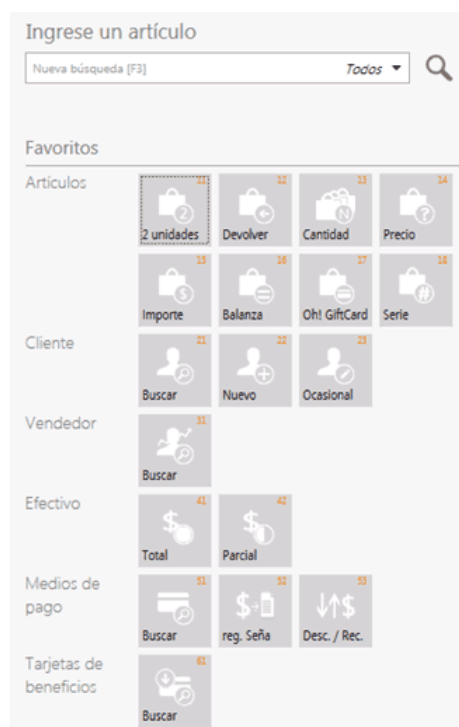 Ingrese un artículo
Nueva búsqueda [F3] Todos
Favoritos
Artículos
11 12 13 14
2 unidades Devolver Cantidad Precio
15 16 17 18
Importe Balanza Oh! GiftCard Serie
Cliente
21 22 23
Buscar Nuevo Ocasional
Vendedor
31
Buscar
Efectivo
41 42
Total Parcial
Medios de
pago
51 52 53
Buscar reg. Seña Desc. / Rec.
Tarjetas de
beneficios
61
Buscar